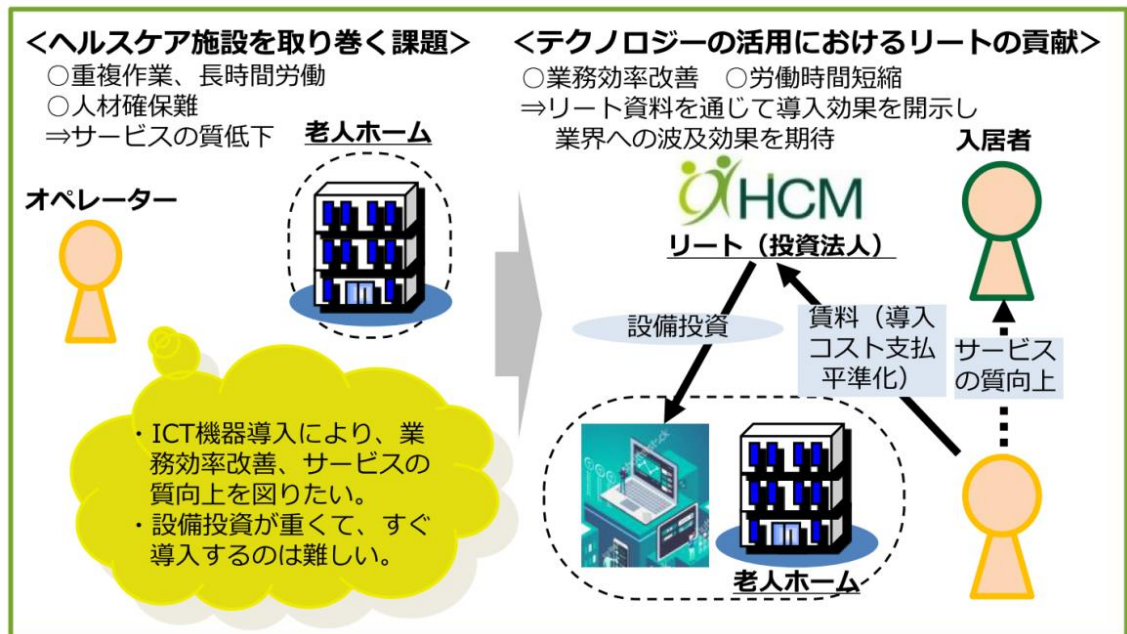 ＜ヘルスケア施設を取り巻く課題＞
○重複作業、長時間労働
○人材確保難
⇒サービスの質低下
老人ホーム
オペレーター
・ICT機器導入により、業
務効率改善、サービスの
質向上を図りたい。
・設備投資が重くて、すぐ
導入するのは難しい。
＜テクノロジーの活用におけるリートの貢献＞
○業務効率改善　○労働時間短縮
⇒リート資料を通じて導入効果を開示し
業界への波及効果を期待
入居者
HCM
リート（投資法人）
設備投資
賃料（導入
コスト支払
平準化）
サービス
の質向上
老人ホーム